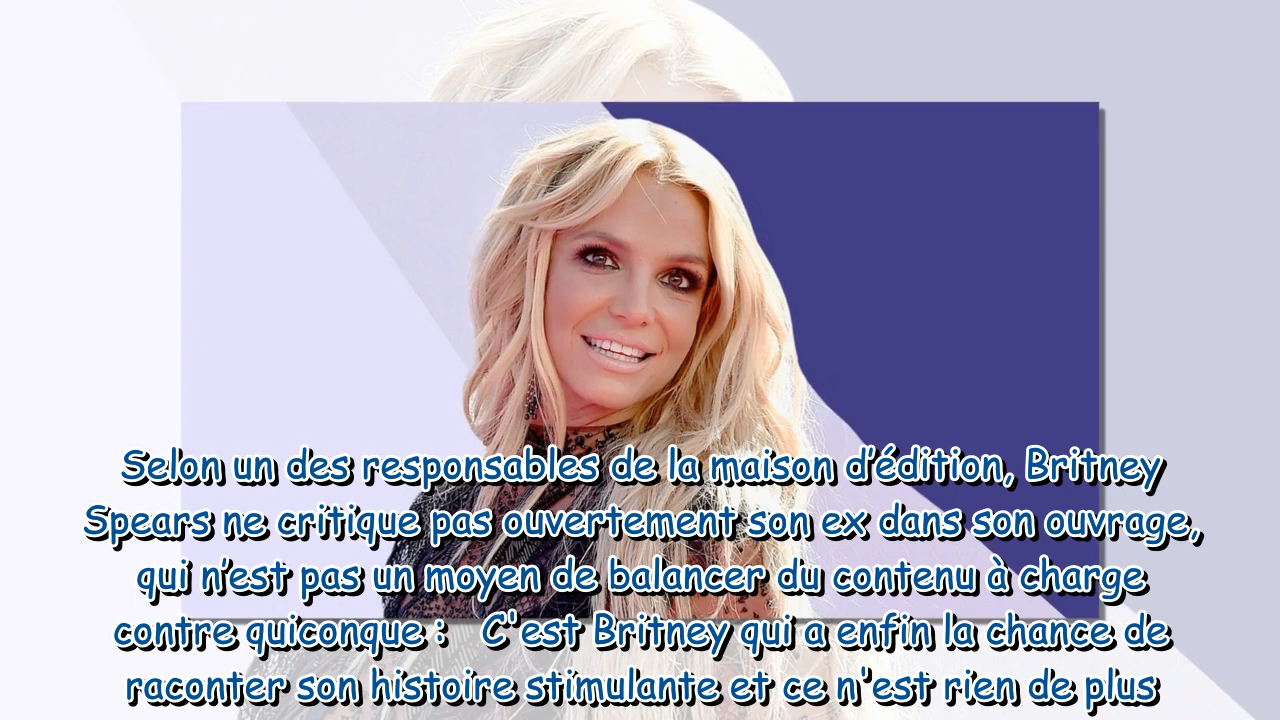 Selon un des responsables de la maison d’édition, Britney
Spears ne critique pas ouvertement son ex dans son ouvrage,
qui n’est pas un moyen de balancer du contenu à charge
contre quiconque : C'est Britney qui a enfin la chance de
raconter son histoire stimulante et ce n'est rien de plus